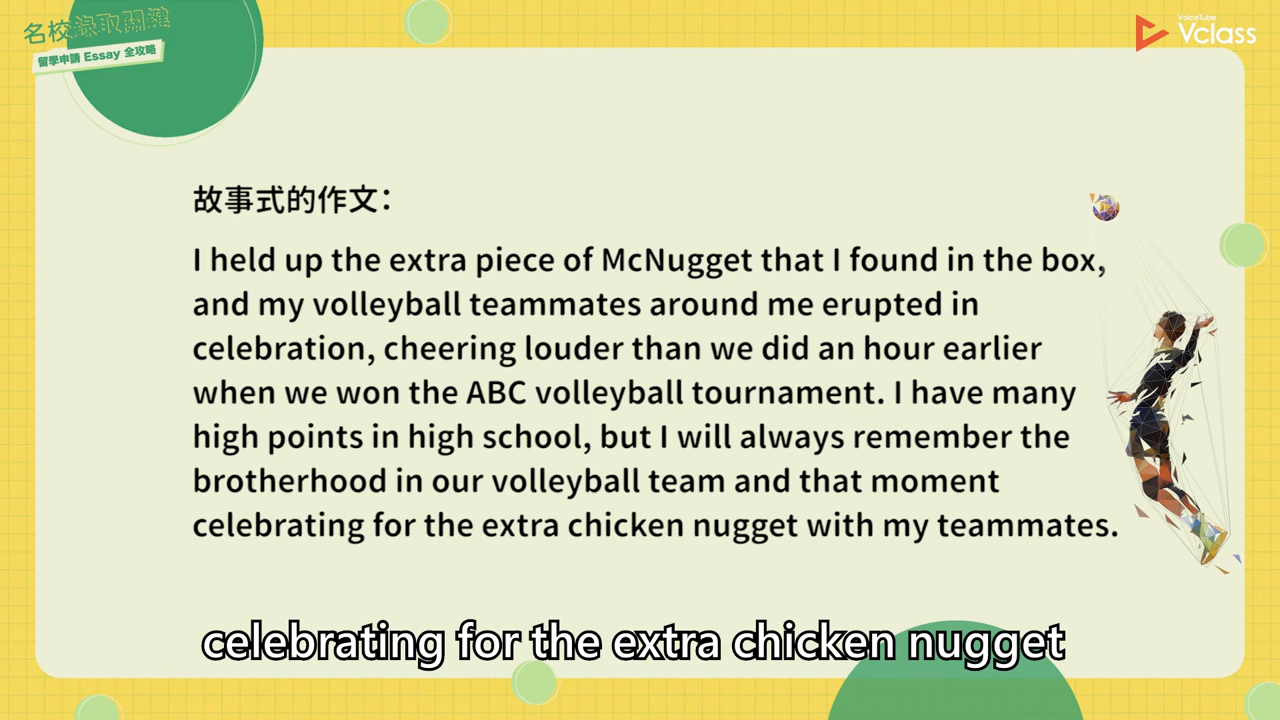 名校錄取關鍵
留學申請 Essay 全攻略
VoiceTube
Vclass
故事式的作文：
I held up the extra piece of McNugget that I found in the box,
and my volleyball teammates around me erupted in
celebration, cheering louder than we did an hour earlier
when we won the ABC volleyball tournament. I have many
high points in high school, but I will always remember the
brotherhood in our volleyball team and that moment
celebrating for the extra chicken nugget with my teammates.
celebrating for the extra chicken nugget